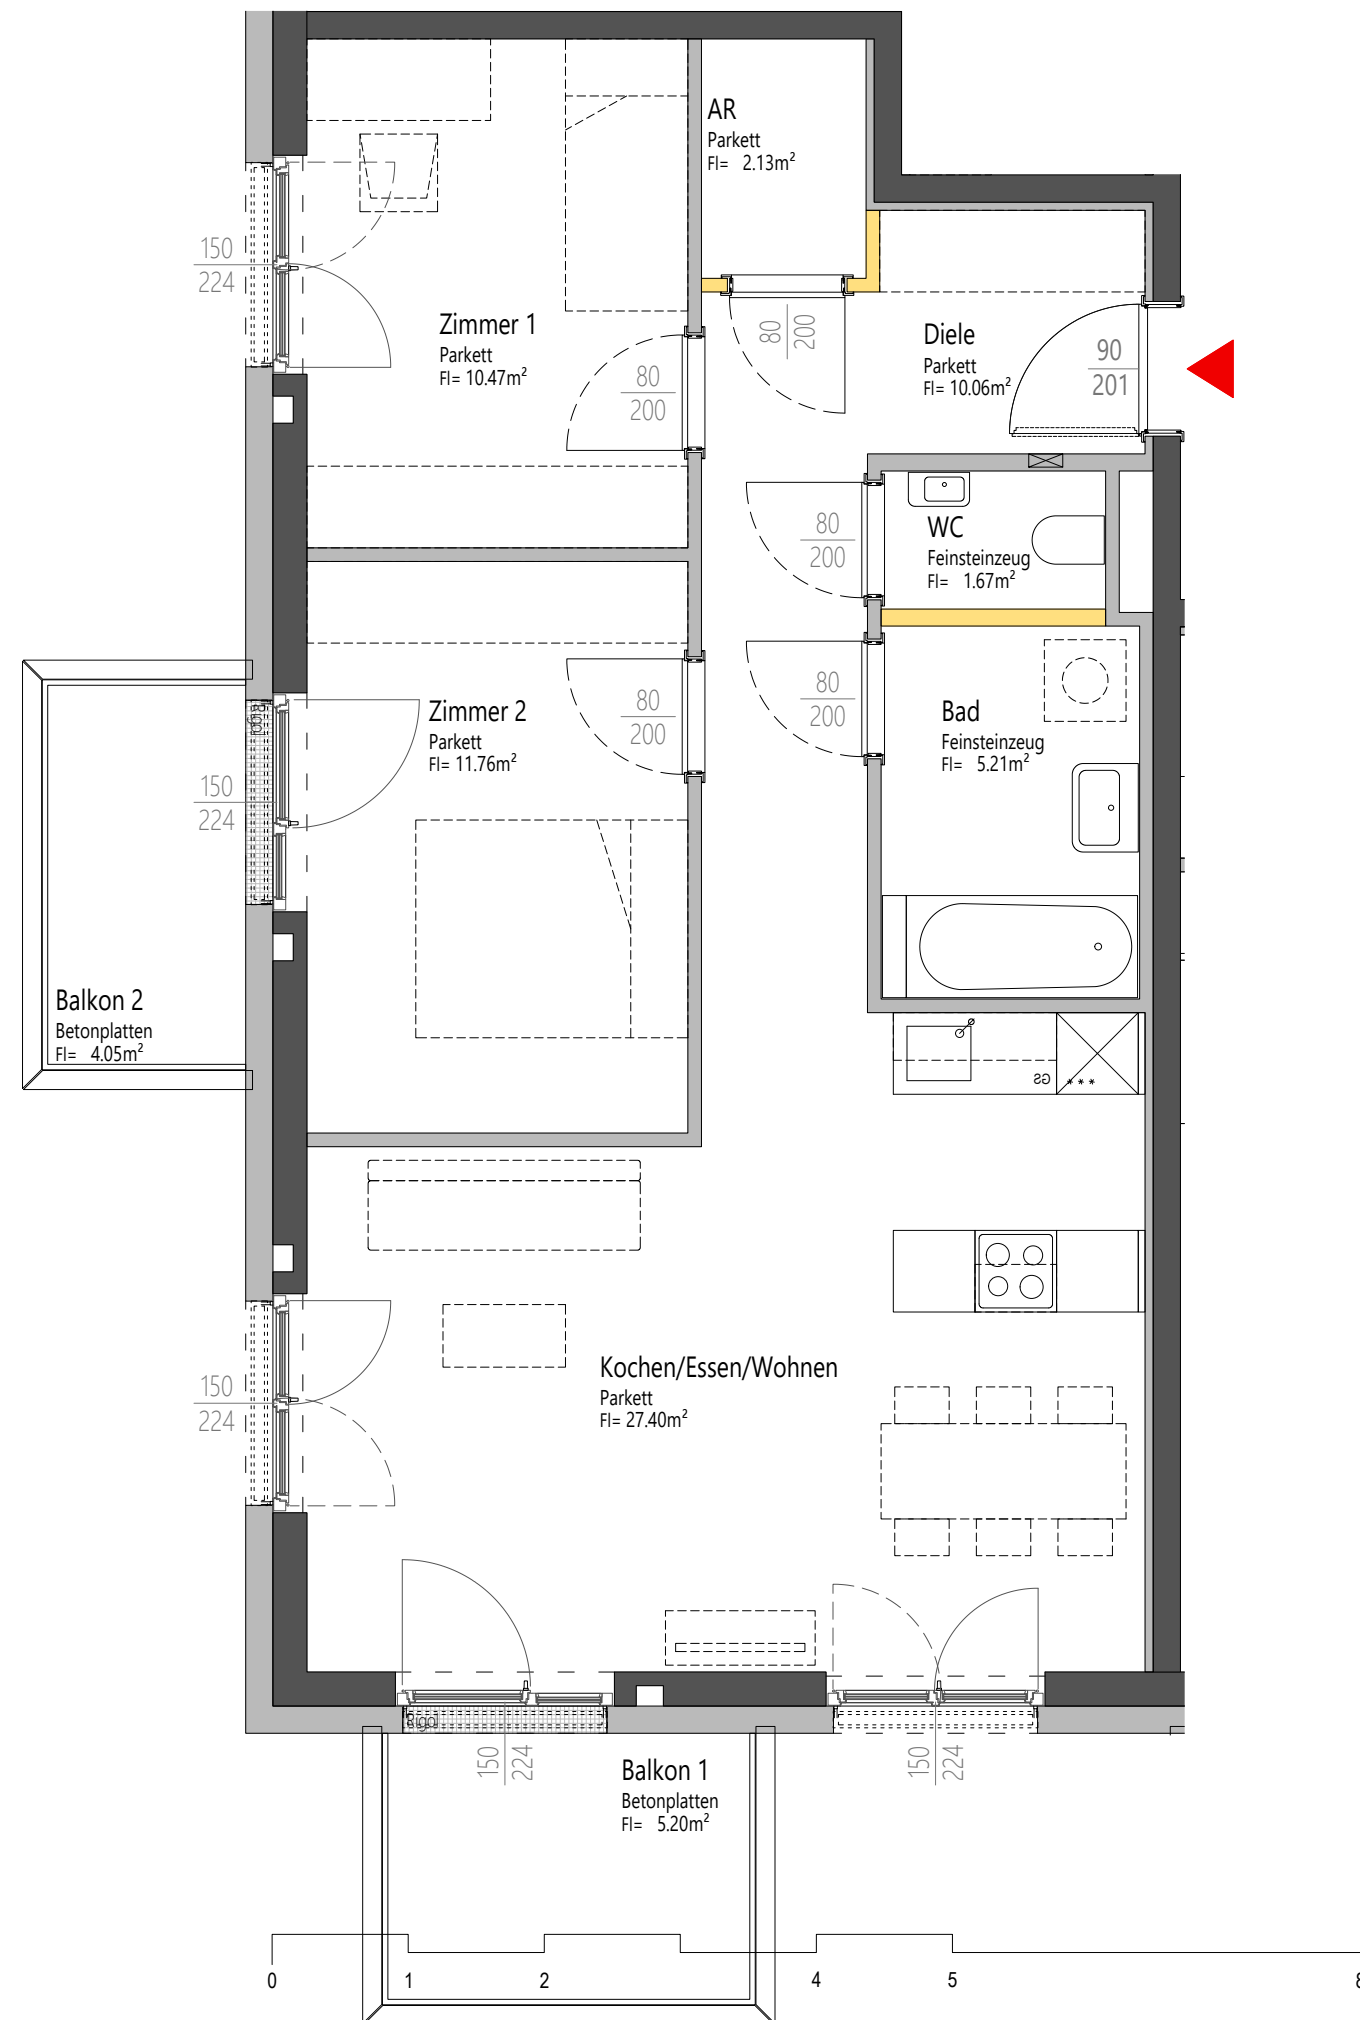 AR
Parkett
Fl= 2.13m²
150
224
Zimmer 1
Parkett
Fl= 10.47m²
80
200
80
200
Diele
Parkett
Fl= 10.06m²
90
201
80
200
WC
Feinsteinzeug
Fl= 1.67m²
Zimmer 2
Parkett
Fl= 11.76m²
80
200
80
200
Bad
Feinsteinzeug
Fl= 5.21m²
150
224
Balkon 2
Betonplatten
Fl= 4.05m²
GS
***
Kochen/Essen/Wohnen
Parkett
Fl= 27.40m²
150
224
Rigol
150
224
150
224
Balkon 1
Betonplatten
Fl= 5.20m²
0 1 2 4 5 8